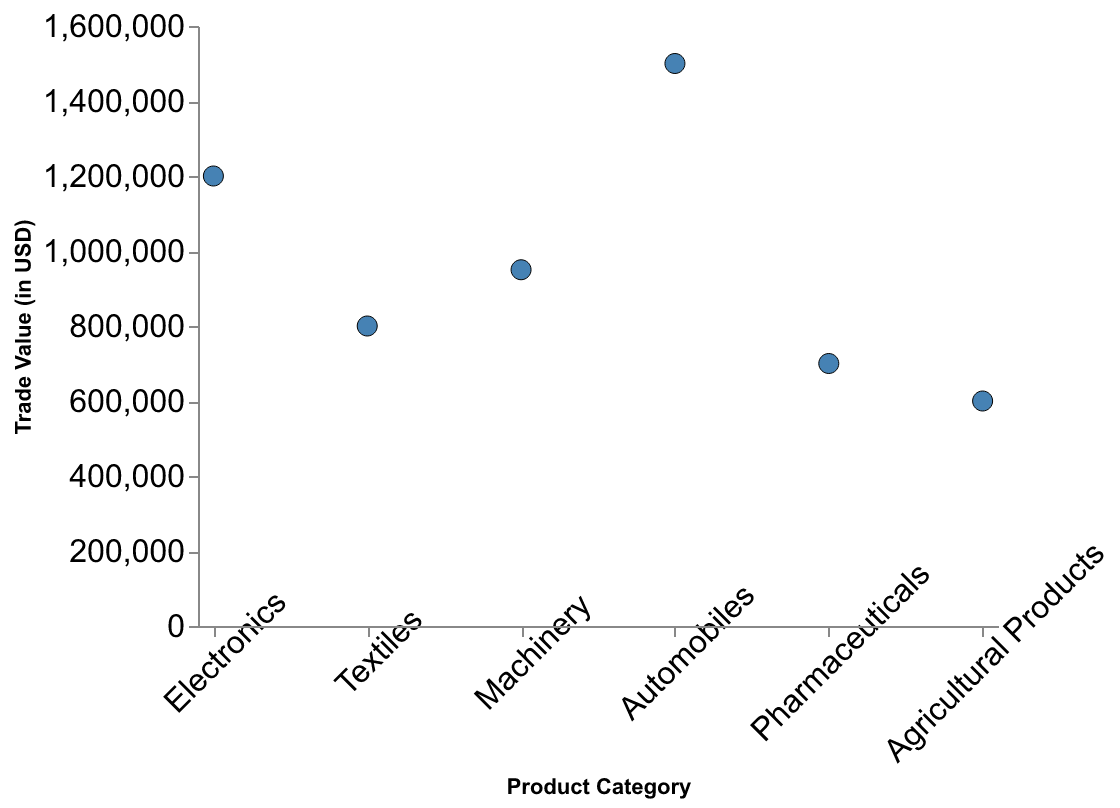 1,600,000
1,400,000
1,200,000
1,000,000
800,000
600,000
400,000
200,000
0
Trade Value (in USD)
Electronics
Textiles
Machinery
Automobiles
Pharmaceuticals
Agricultural Products
Product Category